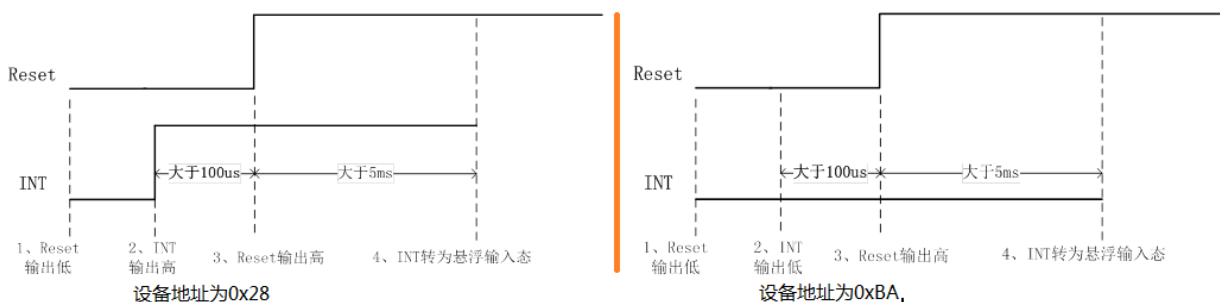 Reset
INT
大于100us
大于5ms
1、Reset
输出低
2、INT
输出高
3、Reset输出高
4、INT转为悬浮输入态
设备地址为0x28
Reset
INT
大于100us
大于5ms
1、Reset
输出低
2、INT
输出低
3、Reset输出高
4、INT转为悬浮输入态
设备地址为0xBA,